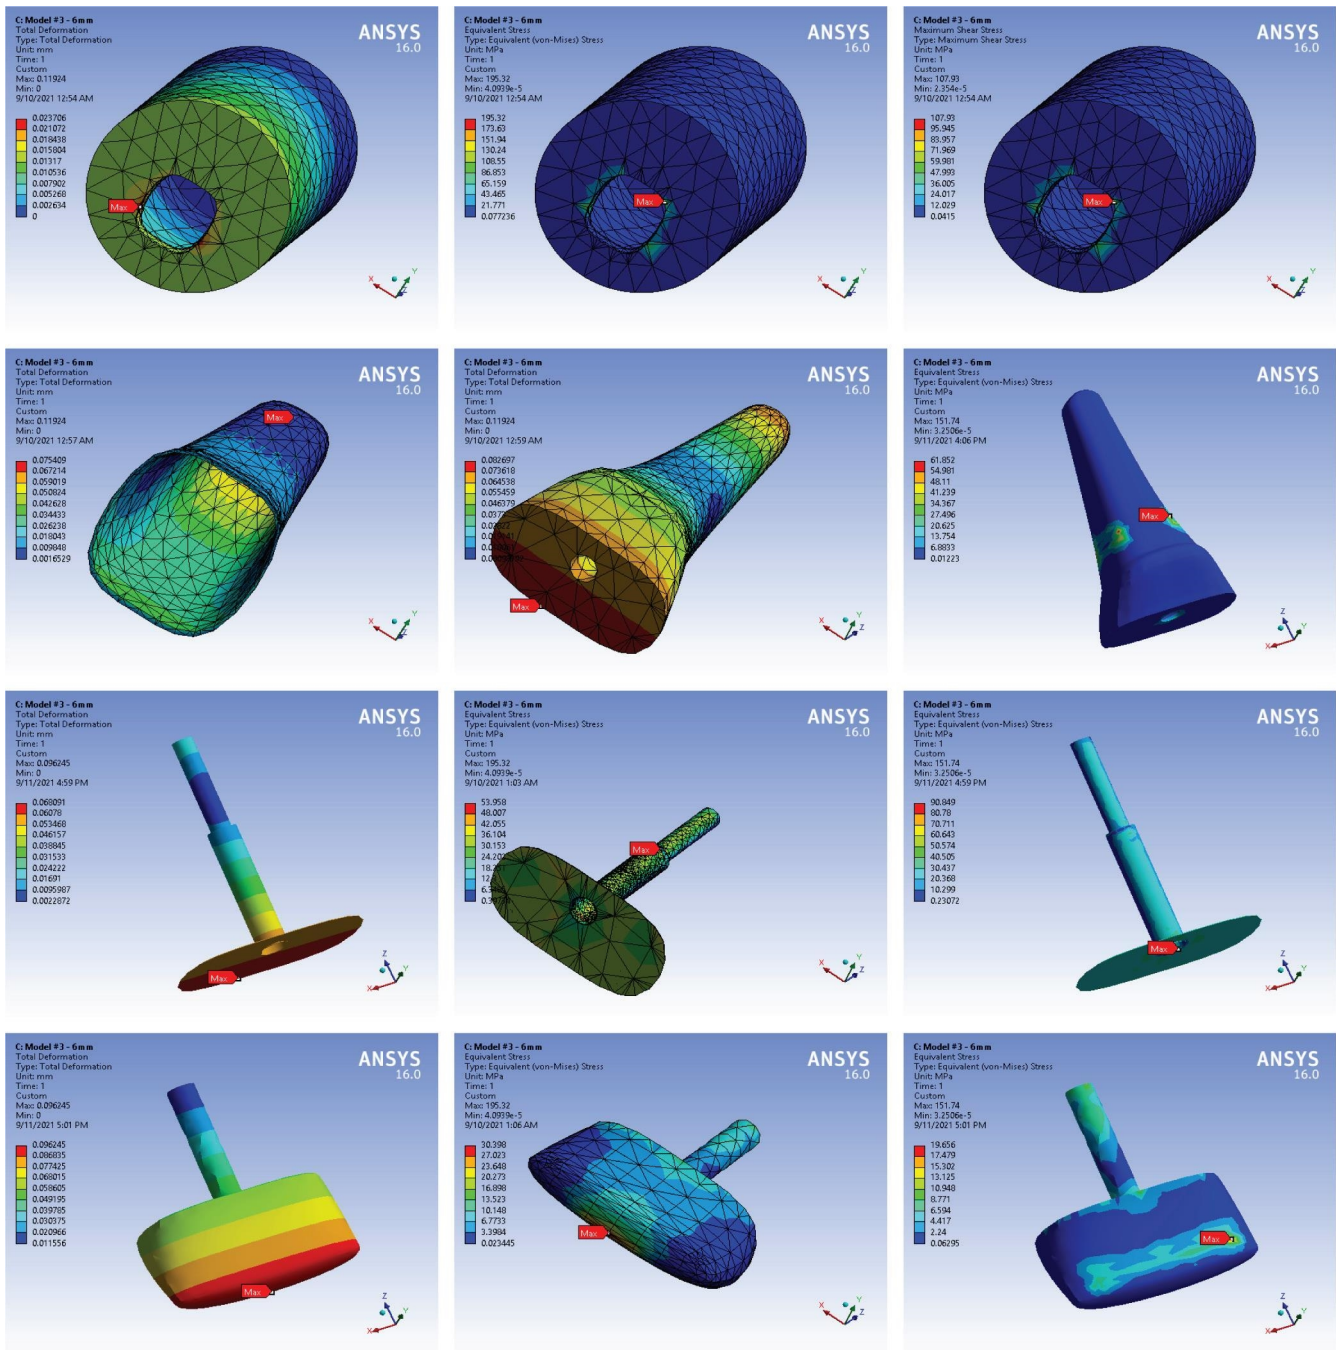 C: Model #3 - 6mm
Total Deformation
Type: Total Deformation
Unit: mm
Time: 1
Custom
Max: 0.11924
Min: 0
9/10/2021 12:54 AM
0.023706
0.021072
0.018438
0.015804
0.01317
0.010536
0.007902
0.005268
0.002634
0
ANSYS
16.0
Max
X
Y
Z
C: Model #3 - 6mm
Equivalent Stress
Type: Equivalent (von-Mises) Stress
Unit: MPa
Time: 1
Custom
Max: 195.32
Min: 4.0939e-5
9/10/2021 12:54 AM
195.32
173.63
151.94
130.24
108.55
86.853
65.159
43.465
21.771
0.077236
ANSYS
16.0
Max
X
Y
Z
C: Model #3 - 6mm
Maximum Shear Stress
Type: Maximum Shear Stress
Unit: MPa
Time: 1
Custom
Max: 107.93
Min: 2.354e-5
9/10/2021 12:54 AM
107.93
95.945
83.957
71.969
59.981
47.993
36.005
24.017
12.029
0.0415
ANSYS
16.0
Max
X
Y
Z
C: Model #3 - 6mm
Total Deformation
Type: Total Deformation
Unit: mm
Time: 1
Custom
Max: 0.11924
Min: 0
9/10/2021 12:57 AM
0.075409
0.067214
0.059019
0.050824
0.042628
0.034433
0.026238
0.018043
0.009848
0.0016529
ANSYS
16.0
Max
X
Y
Z
C: Model #3 - 6mm
Total Deformation
Type: Total Deformation
Unit: mm
Time: 1
Custom
Max: 0.11924
Min: 0
9/10/2021 12:59 AM
0.082697
0.073618
0.064538
0.055459
0.046379
ANSYS
16.0
Max
X
Y
Z
C: Model #3 - 6mm
Equivalent Stress
Type: Equivalent (von-Mises) Stress
Unit: MPa
Time: 1
Custom
Max: 151.74
Min: 3.2506e-5
9/11/2021 4:06 PM
61.852
54.981
48.11
41.239
34.367
27.496
20.625
13.754
6.8833
0.01223
ANSYS
16.0
Max
X
Y
Z
C: Model #3 - 6mm
Total Deformation
Type: Total Deformation
Unit: mm
Time: 1
Custom
Max: 0.096245
Min: 0
9/11/2021 4:59 PM
0.068091
0.06078
0.053468
0.046157
0.038845
0.031533
0.024222
0.01691
0.0095987
0.0022872
ANSYS
16.0
Max
X
Y
Z
C: Model #3 - 6mm
Equivalent Stress
Type: Equivalent (von-Mises) Stress
Unit: MPa
Time: 1
Custom
Max: 195.32
Min: 4.0939e-5
9/10/2021 1:03 AM
53.958
48.007
42.055
36.104
30.153
ANSYS
16.0
Max
X
Y
Z
C: Model #3 - 6mm
Equivalent Stress
Type: Equivalent (von-Mises) Stress
Unit: MPa
Time: 1
Custom
Max: 151.74
Min: 3.2506e-5
9/11/2021 4:59 PM
90.849
80.78
70.711
60.643
50.574
40.505
30.437
20.368
10.299
0.23072
ANSYS
16.0
Max
X
Y
Z
C: Model #3 - 6mm
Total Deformation
Type: Total Deformation
Unit: mm
Time: 1
Custom
Max: 0.096245
Min: 0
9/11/2021 5:01 PM
0.096245
0.086835
0.077425
0.068015
0.058605
0.049195
0.039785
0.030375
0.020966
0.011556
ANSYS
16.0
Max
X
Y
Z
C: Model #3 - 6mm
Equivalent Stress
Type: Equivalent (von-Mises) Stress
Unit: MPa
Time: 1
Custom
Max: 195.32
Min: 4.0939e-5
9/10/2021 1:06 AM
30.398
27.023
23.648
20.273
16.898
13.523
10.148
6.7733
3.3984
0.023445
ANSYS
16.0
Max
X
Y
Z
C: Model #3 - 6mm
Equivalent Stress
Type: Equivalent (von-Mises) Stress
Unit: MPa
Time: 1
Custom
Max: 151.74
Min: 3.2506e-5
9/11/2021 5:01 PM
19.656
17.479
15.302
13.125
10.948
8.771
6.594
4.417
2.24
0.06295
ANSYS
16.0
Max
X
Y
Z